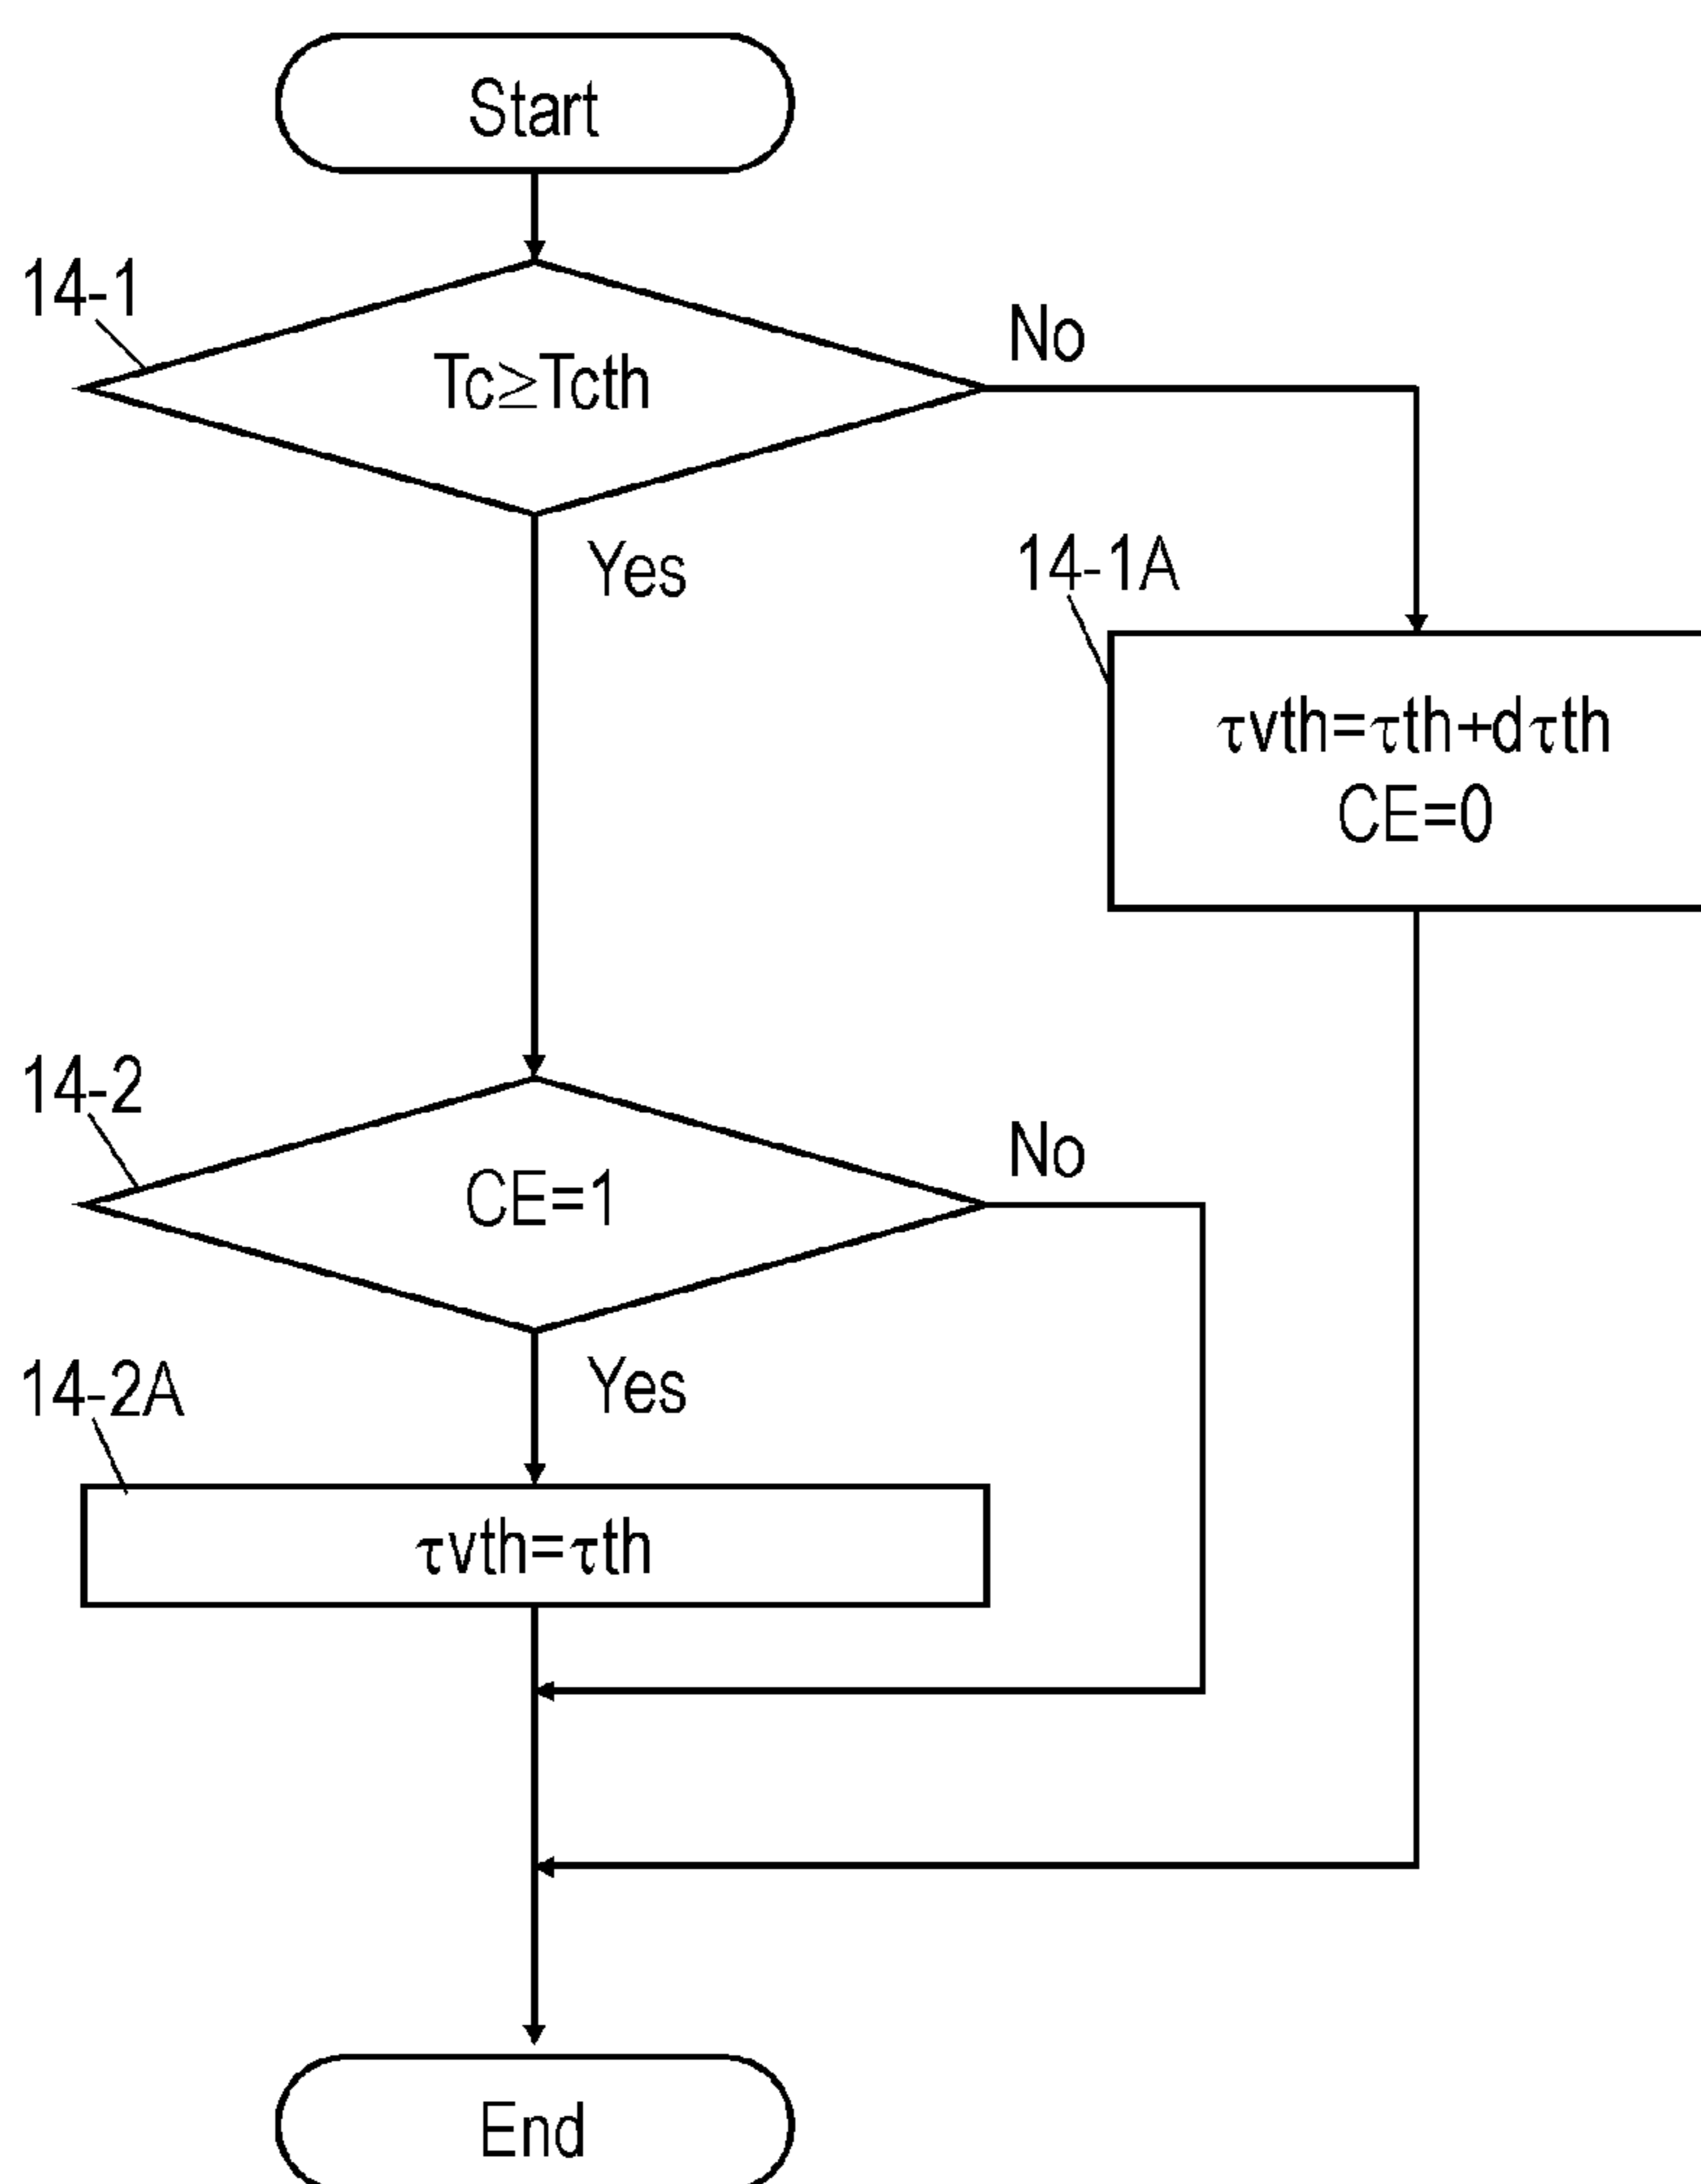 Start
14-1
Tc≥Tcth
No
Yes
14-1A
τvth=τth+dτth
CE=0
14-2
CE=1
No
Yes
14-2A
τvth=τth
End